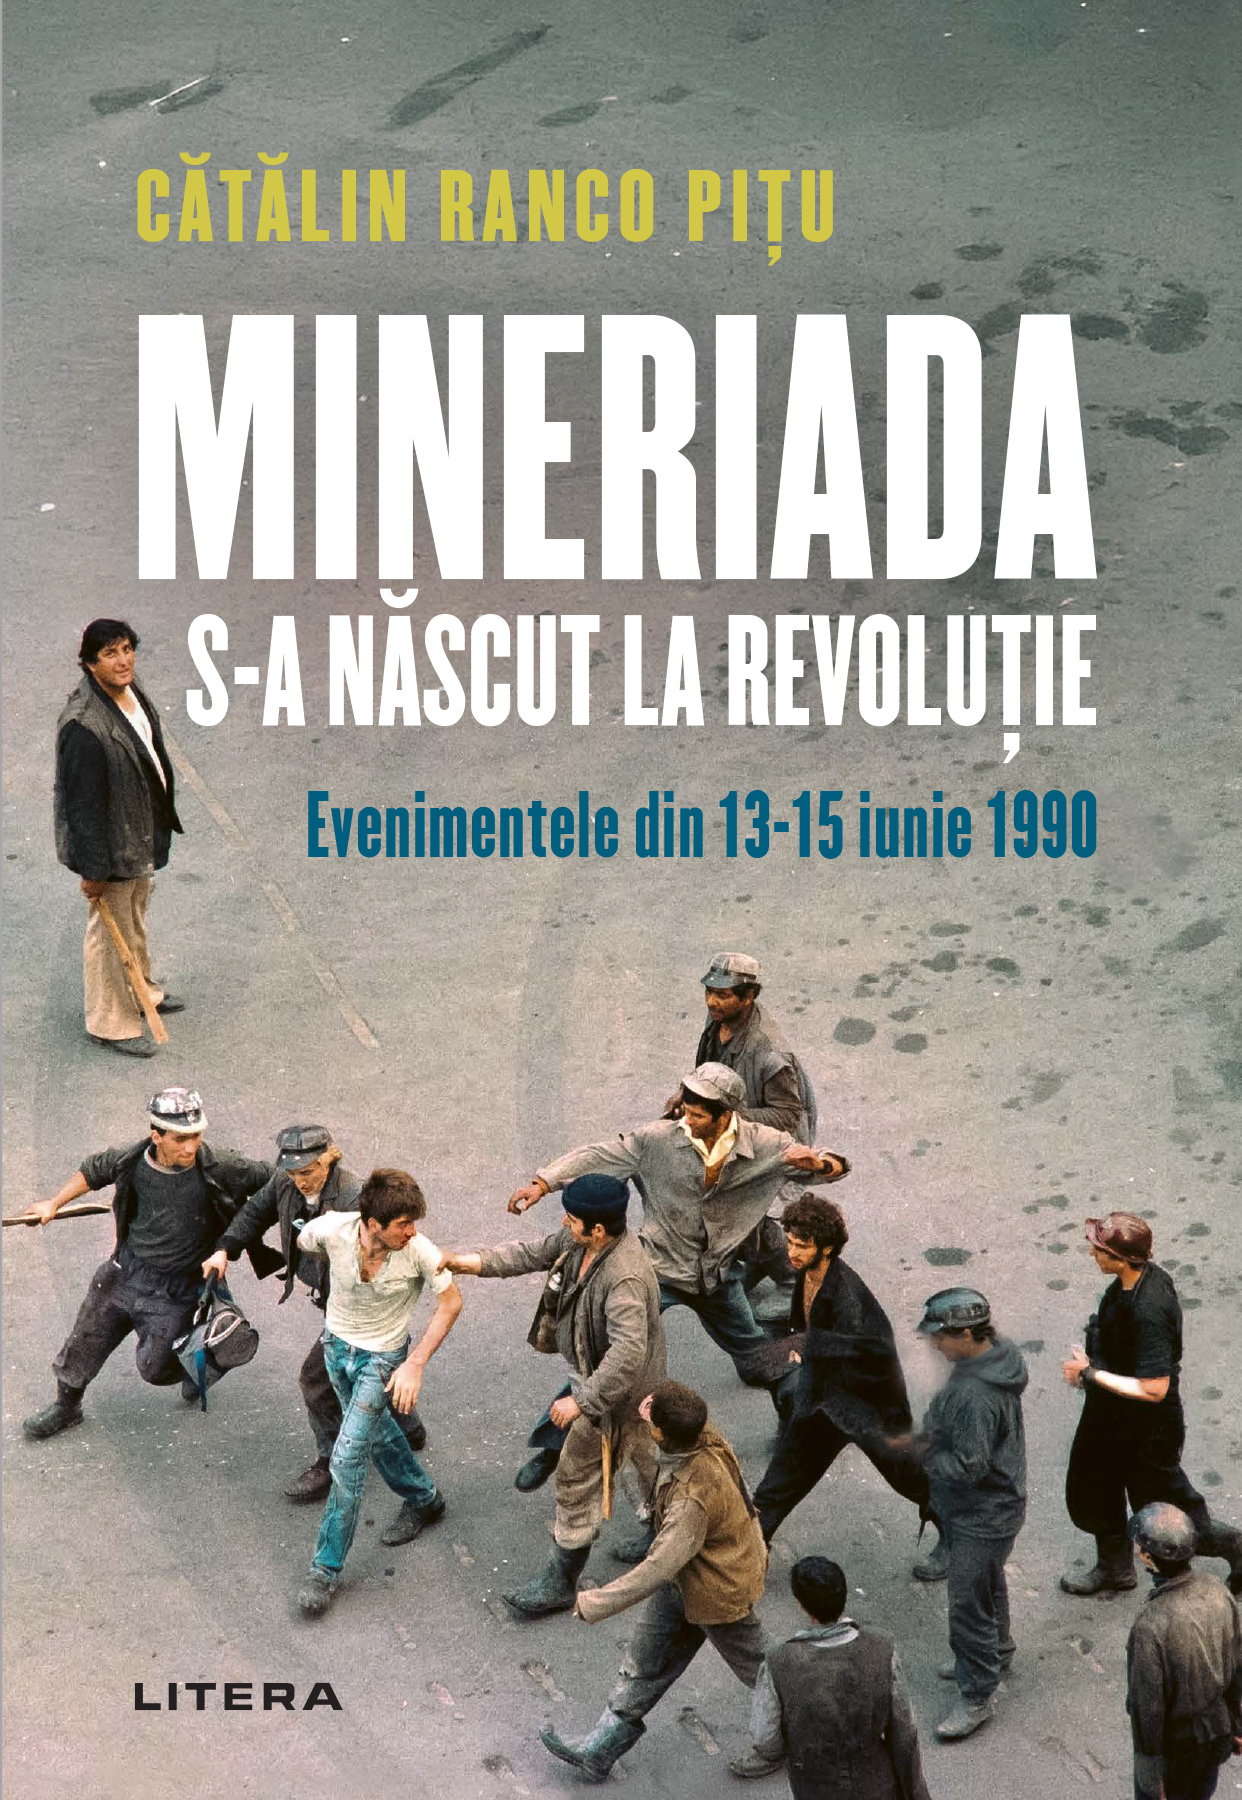 CĂTĂLIN RANCO PIȚU
MINERIADA
S-A NĂSCUT LA REVOLUȚIE
Evenimentele din 13-15 iunie 1990
LITERA